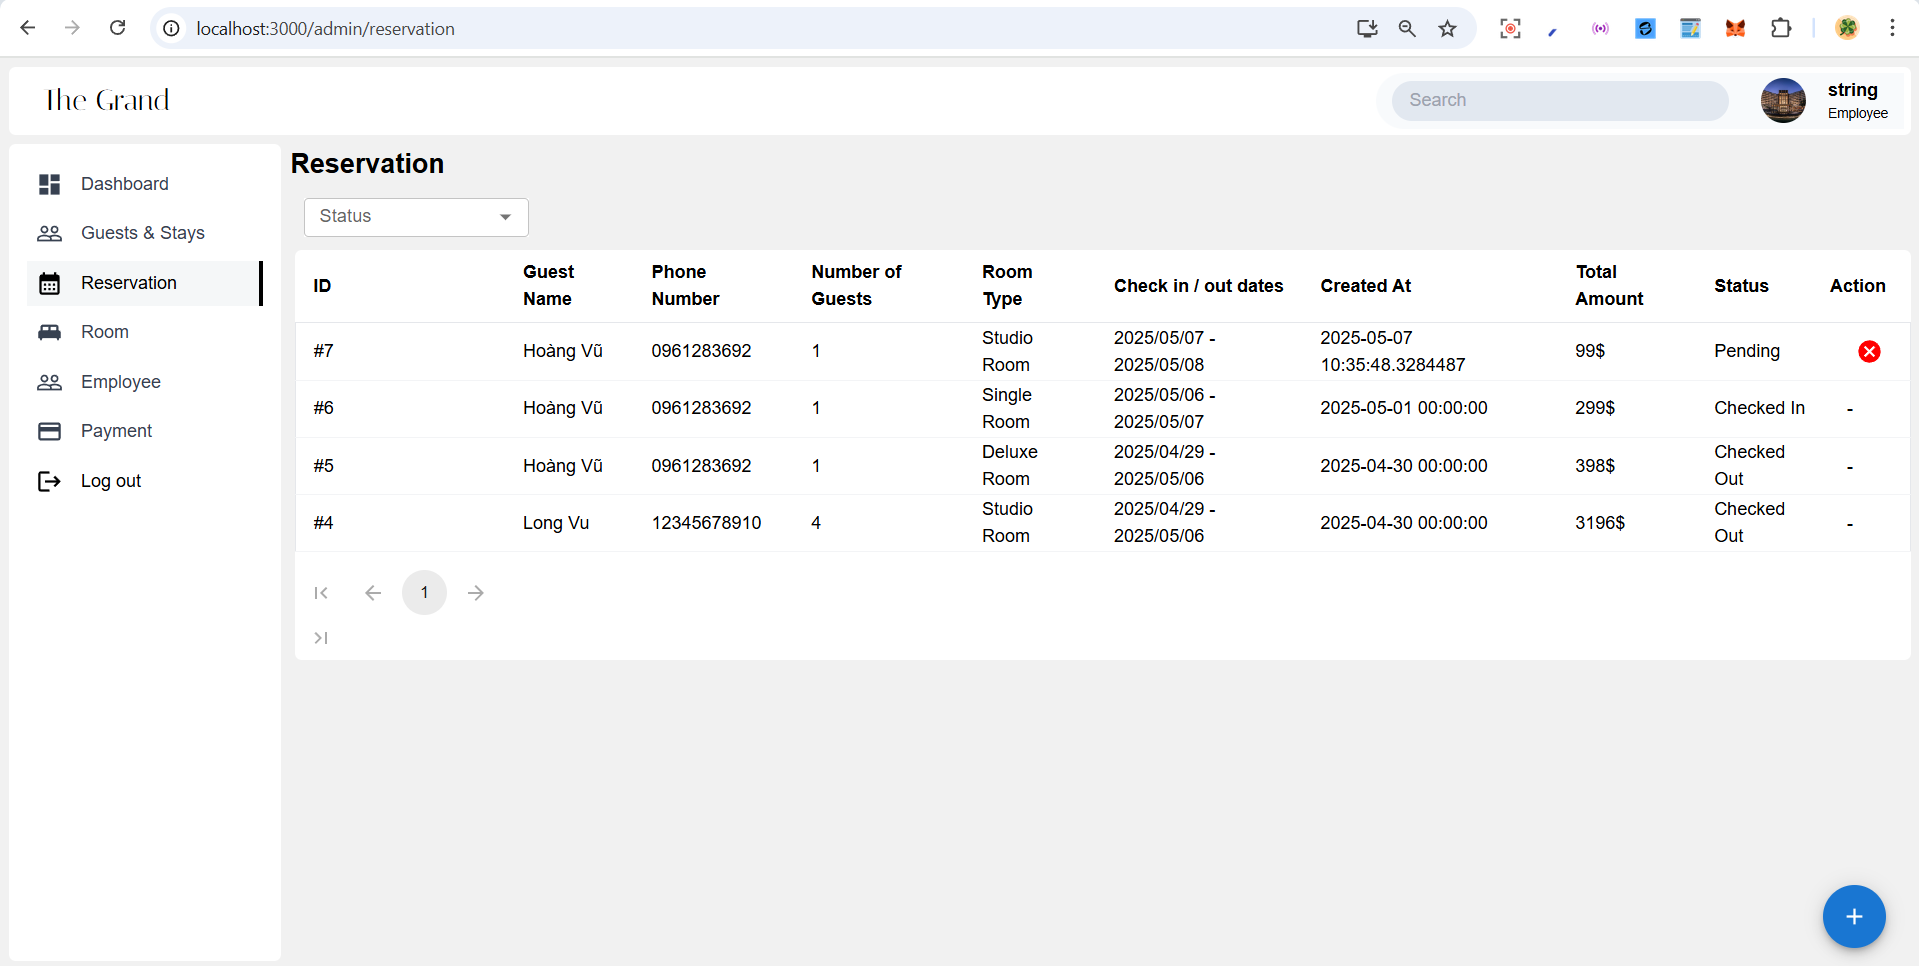 localhost:3000/admin/reservation
The Grand
Search
string
Employee
Dashboard
Guests & Stays
Reservation
Room
Employee
Payment
Log out
Reservation
Status
ID
Guest
Name
Phone
Number
Number of
Guests
Room
Type
Check in / out dates
Created At
Total
Amount
Status
Action
#7
Hoàng Vũ
0961283692
1
Studio
Room
2025/05/07 -
2025/05/08
2025-05-07
10:35:48.3284487
99$
Pending
#6
Hoàng Vũ
0961283692
1
Single
Room
2025/05/06 -
2025/05/07
2025-05-01 00:00:00
299$
Checked In
-
#5
Hoàng Vũ
0961283692
1
Deluxe
Room
2025/04/29 -
2025/05/06
2025-04-30 00:00:00
398$
Checked
Out
-
#4
Long Vu
12345678910
4
Studio
Room
2025/04/29 -
2025/05/06
2025-04-30 00:00:00
3196$
Checked
Out
-
1